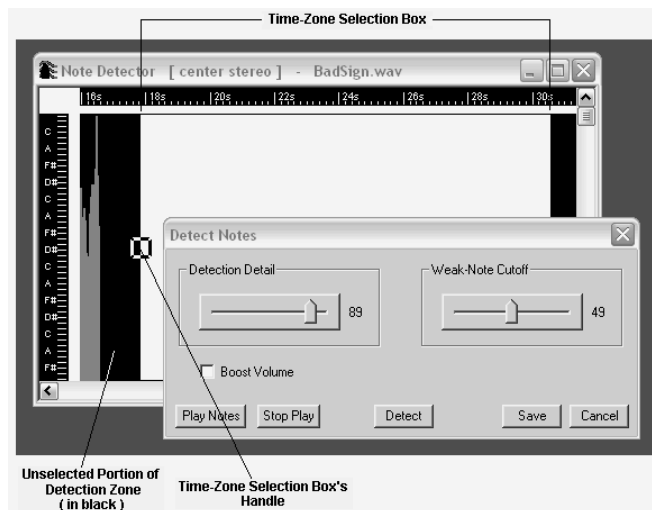 Time-Zone Selection Box
Note Detector [ center stereo ] - BadSign.wav
16s 18s 20s 22s 24s 26s 28s 30s
C
A
F#
D#
C
A
F#
D#
C
A
F#
D#
C
A
F#
Detect Notes
Detection Detail
89
Weak-Note Cutoff
49
Boost Volume
Play Notes Stop Play Detect Save Cancel
Unselected Portion of
Detection Zone
( in black )
Time-Zone Selection Box's
Handle